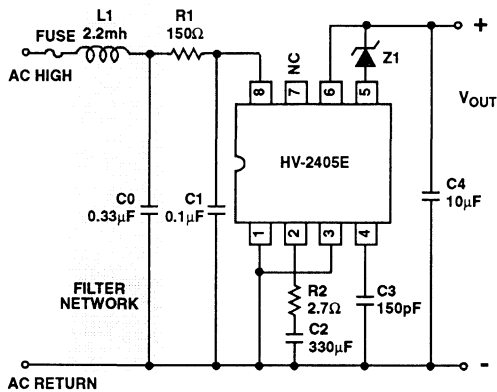 L1
2.2mh
R1
150Ω
FUSE
AC HIGH
NC
8
7
6
5
Z1
+
VOUT
HV-2405E
C0
0.33µF
C1
0.1µF
C4
10µF
1
2
3
4
R2
2.7Ω
C2
330µF
C3
150pF
FILTER
NETWORK
-
AC RETURN